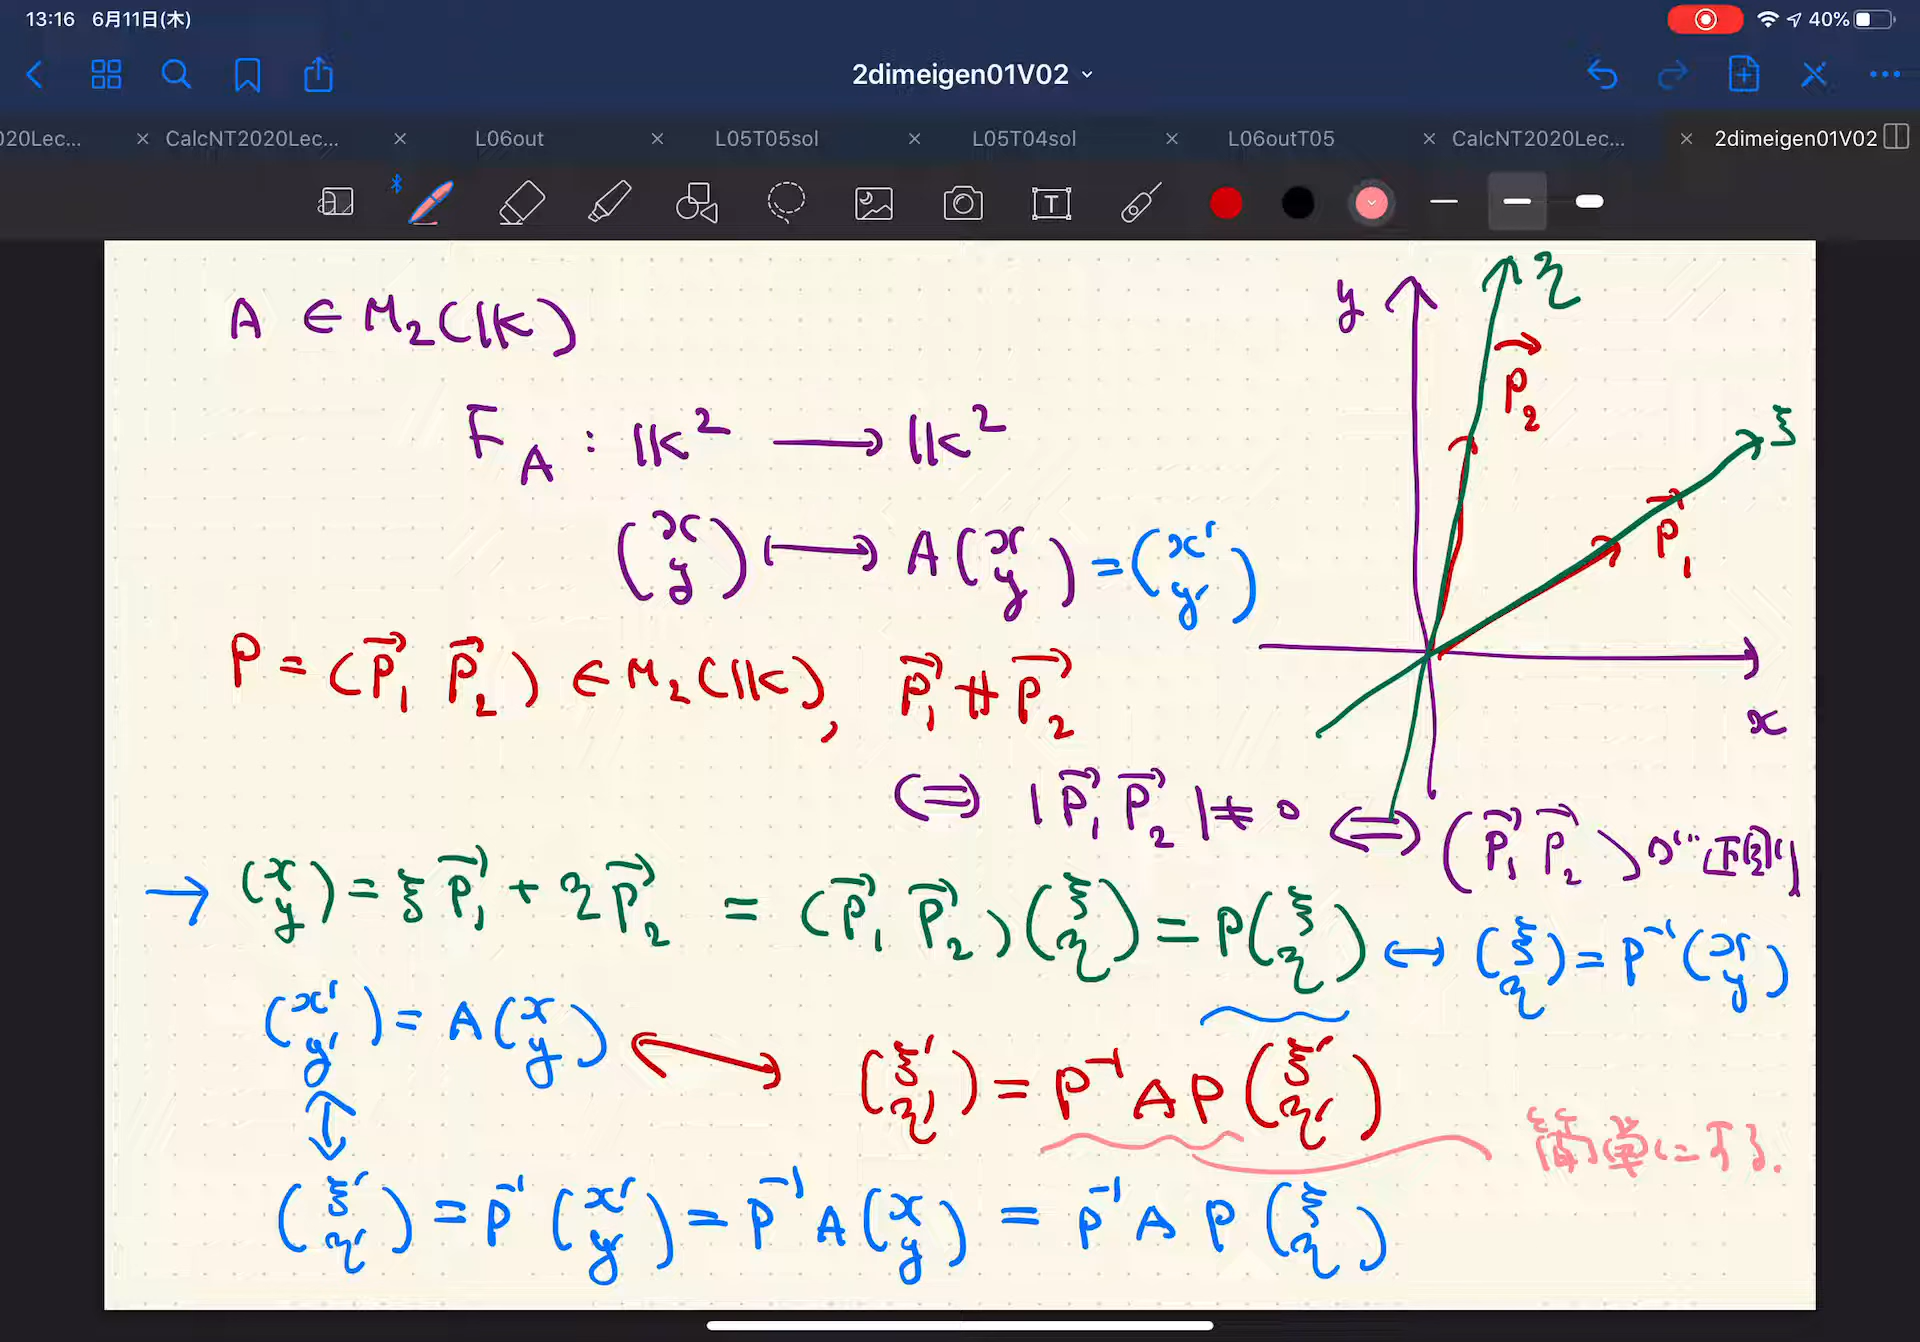 13:16 6月11日(木)
40%
2dimeigen01V02
020Lec... × CalcNT2020Lec... × L06out × L05T05sol × L05T04sol × L06outT05 × CalcNT2020Lec... × 2dimeigen01V02
A ∈ M₂(𝕂)
F_A : 𝕂² ⟶ 𝕂²
(x y) ⟼ A(x y) = (x' y')
P = (p⃗₁ p⃗₂) ∈ M₂(𝕂), p⃗₁ ∦ p⃗₂
⇔ |p⃗₁ p⃗₂| ≠ 0 ⇔ (p⃗₁ p⃗₂) が正則
→ (x y) = ξp⃗₁ + ηp⃗₂ = (p⃗₁ p⃗₂)(ξ η) = P(ξ η) ↔ (ξ η) = P⁻¹(x y)
(x' y') = A(x y) ⟷ (ξ' η') = P⁻¹AP(ξ' η')
簡単にする.
↕
(ξ' η') = P⁻¹(x' y') = P⁻¹A(x y) = P⁻¹AP(ξ η)
y
η
p⃗₂
ξ
p⃗₁
x